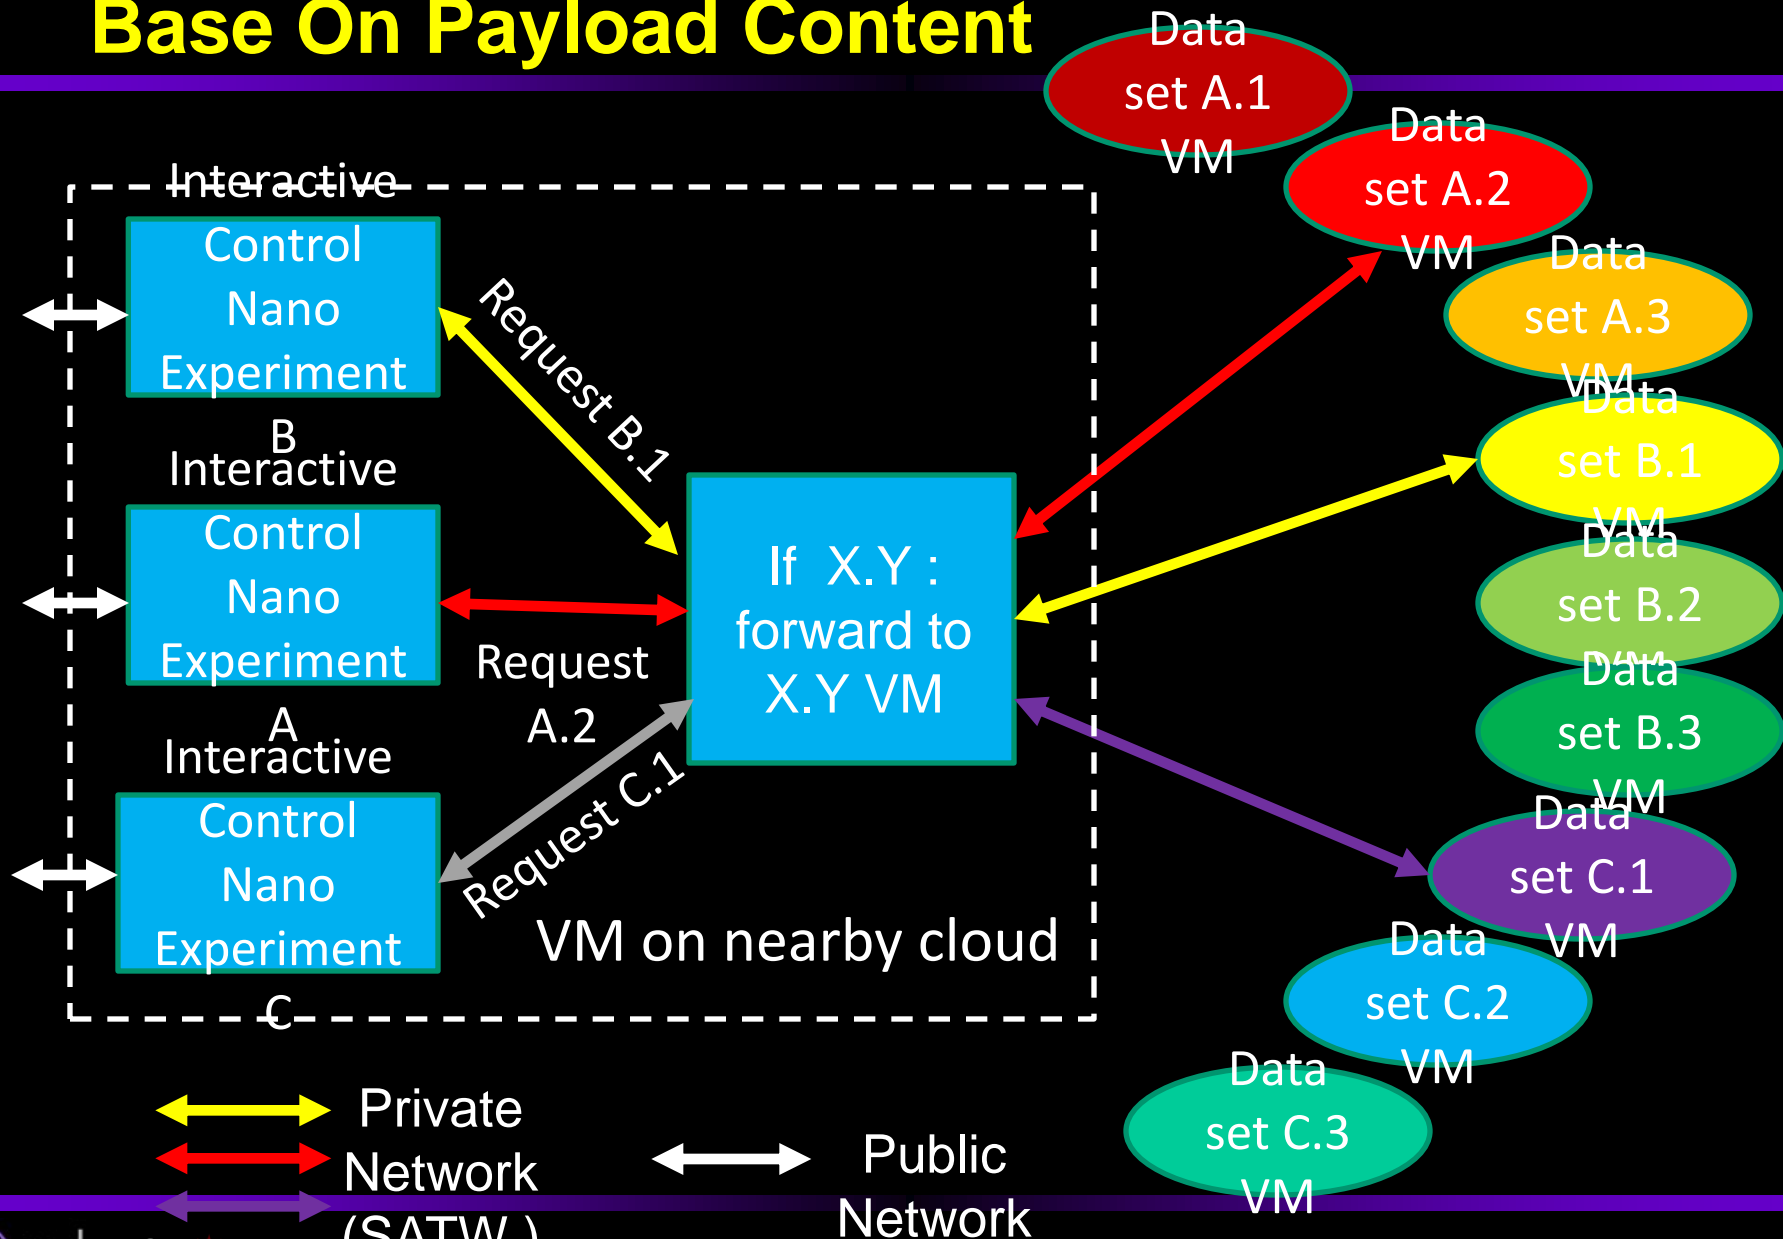 Base On Payload Content
Data
set A.1
VM
Data
set A.2
VM
Data
set A.3
VM
Data
set B.1
VM
Data
set B.2
VM
Data
set B.3
VM
Data
set C.1
VM
Data
set C.2
VM
Data
set C.3
VM
Interactive
Control
Nano
Experiment
B
Interactive
Control
Nano
Experiment
A
Interactive
Control
Nano
Experiment
C
Request B.1
Request
A.2
Request C.1
If X.Y :
forward to
X.Y VM
VM on nearby cloud
Private
Network
(SATW )
Public
Network